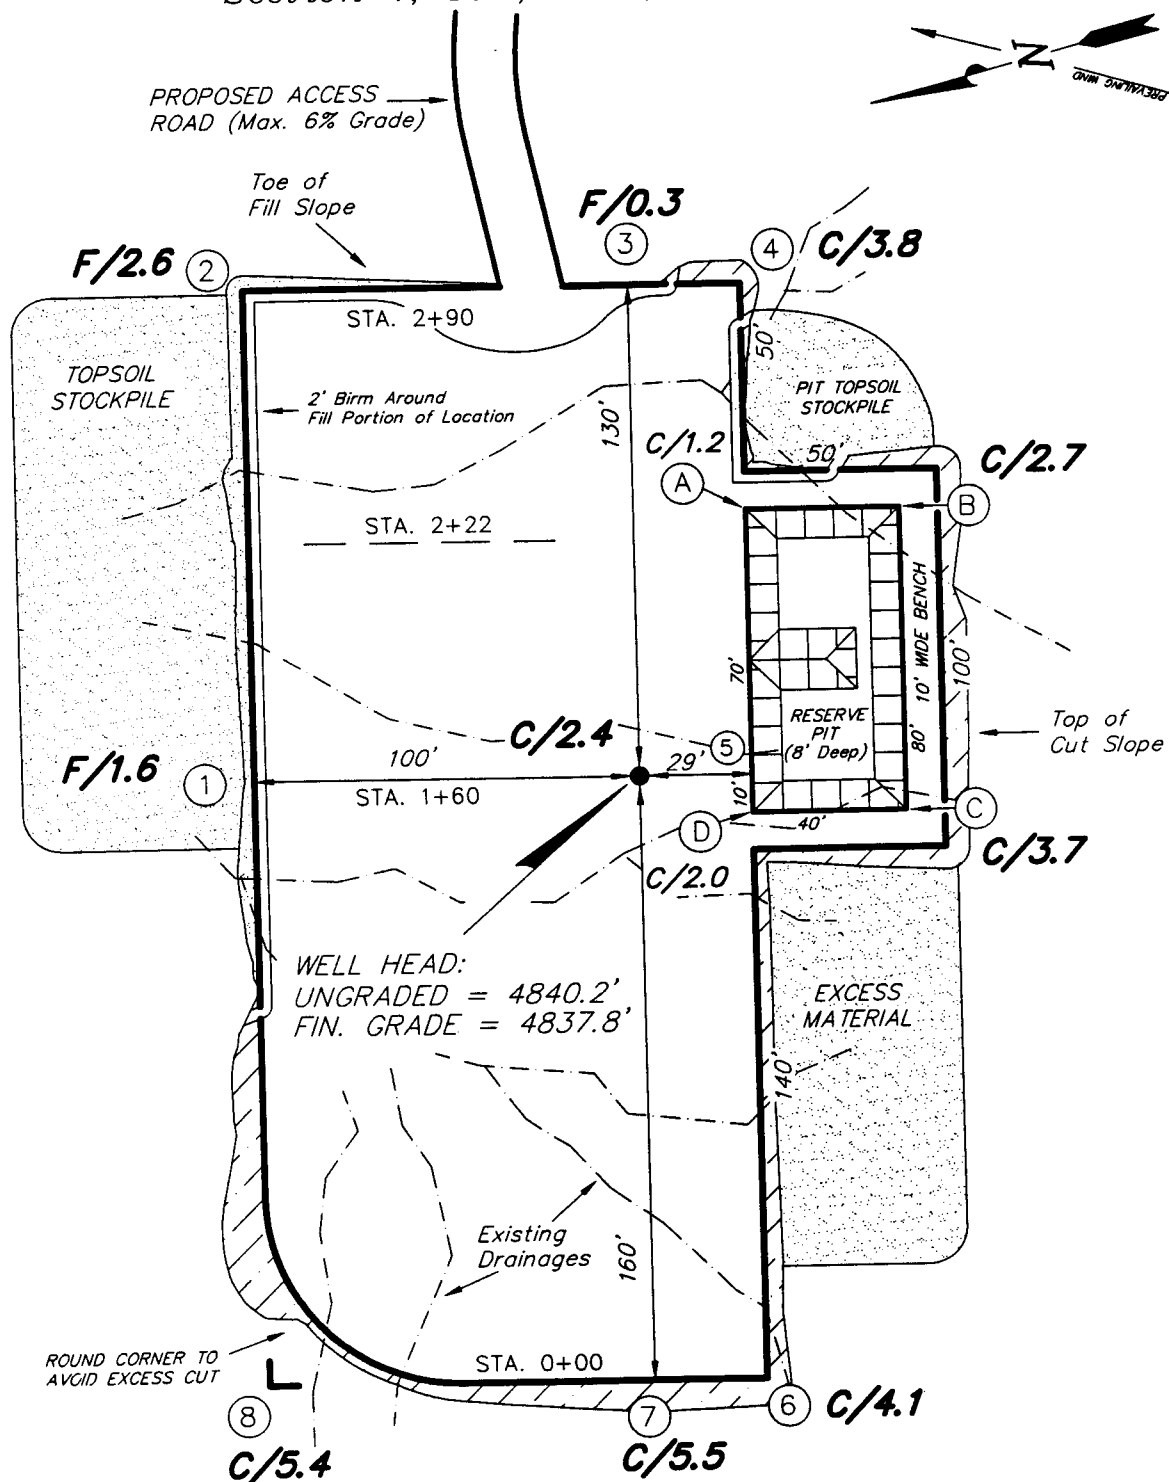 N
PREVAILING WIND
PROPOSED ACCESS
ROAD (Max. 6% Grade)
Toe of
Fill Slope
F/0.3
3
4
C/3.8
F/2.6
2
STA. 2+90
50'
TOPSOIL
STOCKPILE
2' Birm Around
Fill Portion of Location
PIT TOPSOIL
STOCKPILE
130'
C/1.2
50'
C/2.7
A
B
STA. 2+22
10' WIDE BENCH
100'
70'
RESERVE
PIT
(8' Deep)
80'
Top of
Cut Slope
C/2.4
5
F/1.6
1
100'
29'
STA. 1+60
10'
40'
D
C
C/2.0
C/3.7
WELL HEAD:
UNGRADED = 4840.2'
FIN. GRADE = 4837.8'
EXCESS
MATERIAL
140'
Existing
Drainages
160'
ROUND CORNER TO
AVOID EXCESS CUT
STA. 0+00
8
7
6
C/4.1
C/5.4
C/5.5